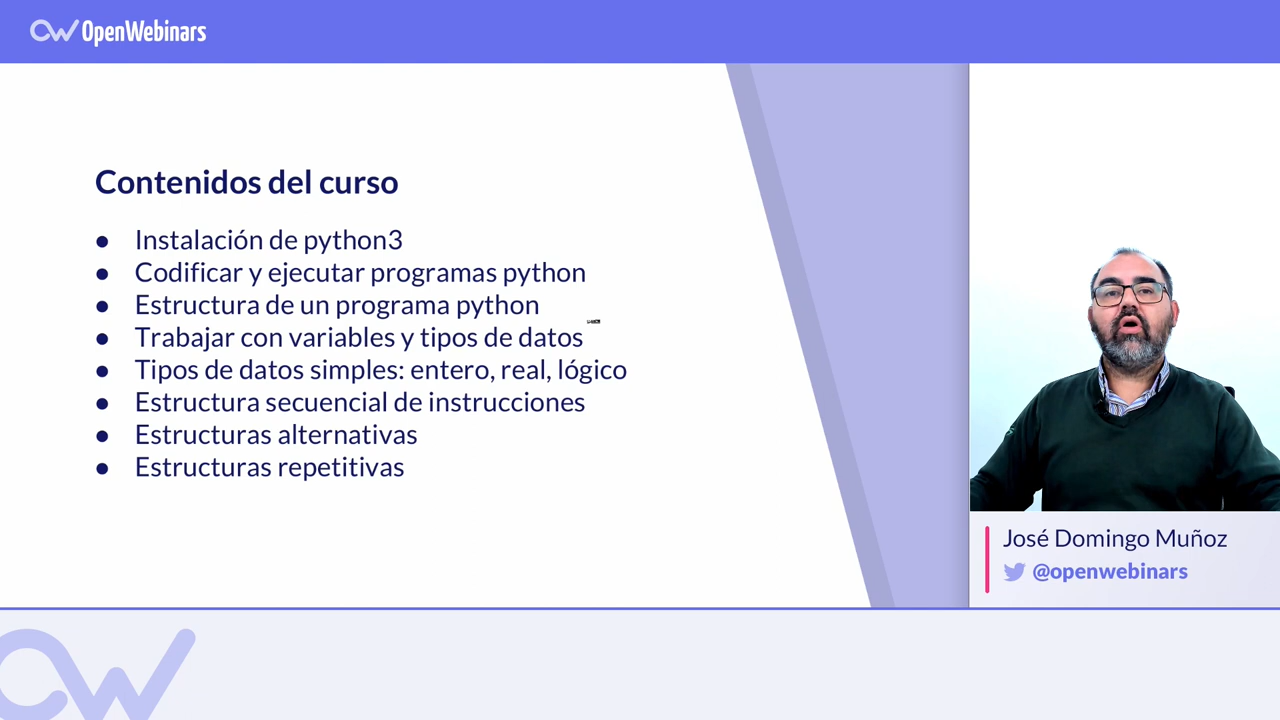 OpenWebinars
Contenidos del curso
● Instalación de python3
● Codificar y ejecutar programas python
● Estructura de un programa python
● Trabajar con variables y tipos de datos
● Tipos de datos simples: entero, real, lógico
● Estructura secuencial de instrucciones
● Estructuras alternativas
● Estructuras repetitivas
José Domingo Muñoz
@openwebinars